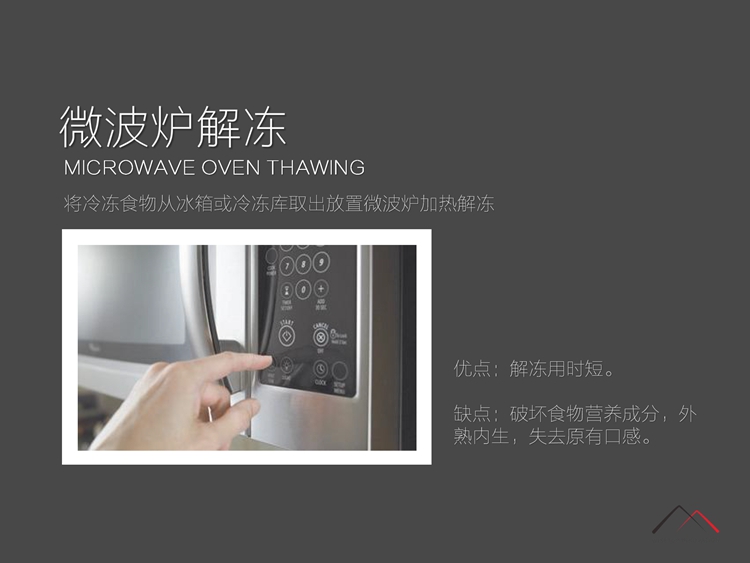 微波炉解冻
MICROWAVE OVEN THAWING
将冷冻食物从冰箱或冷冻库取出放置微波炉加热解冻
7 8 9
0 +
START
CANCEL
OFF
CLOCK
优点：解冻用时短。
缺点：破坏食物营养成分，外
熟内生，失去原有口感。